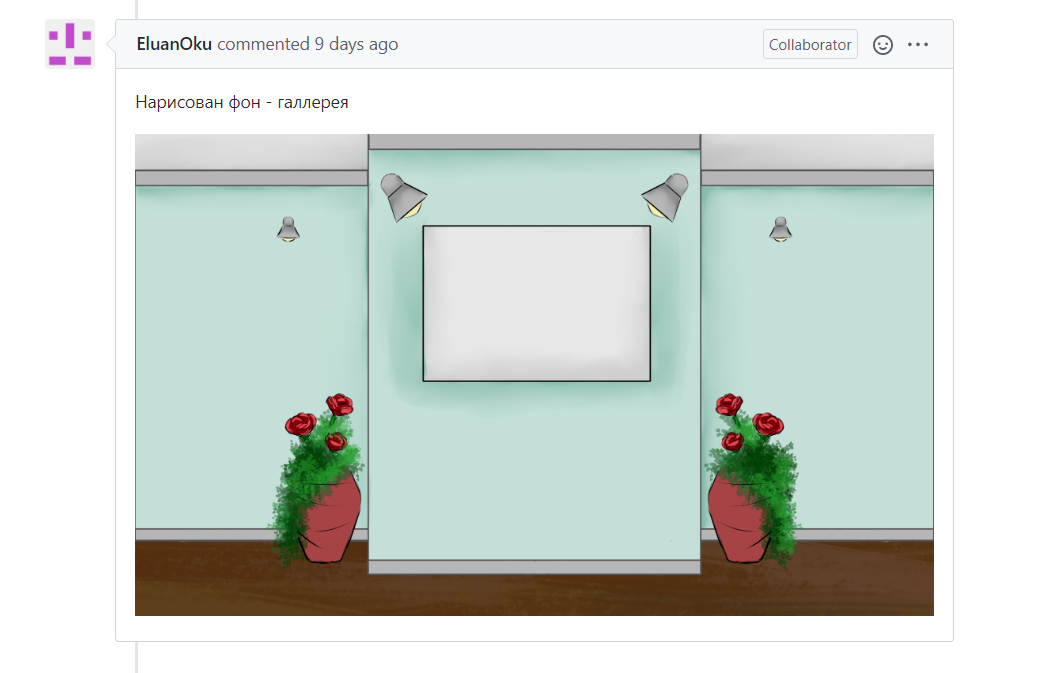 EluanOku commented 9 days ago
Collaborator
Нарисован фон - галлерея